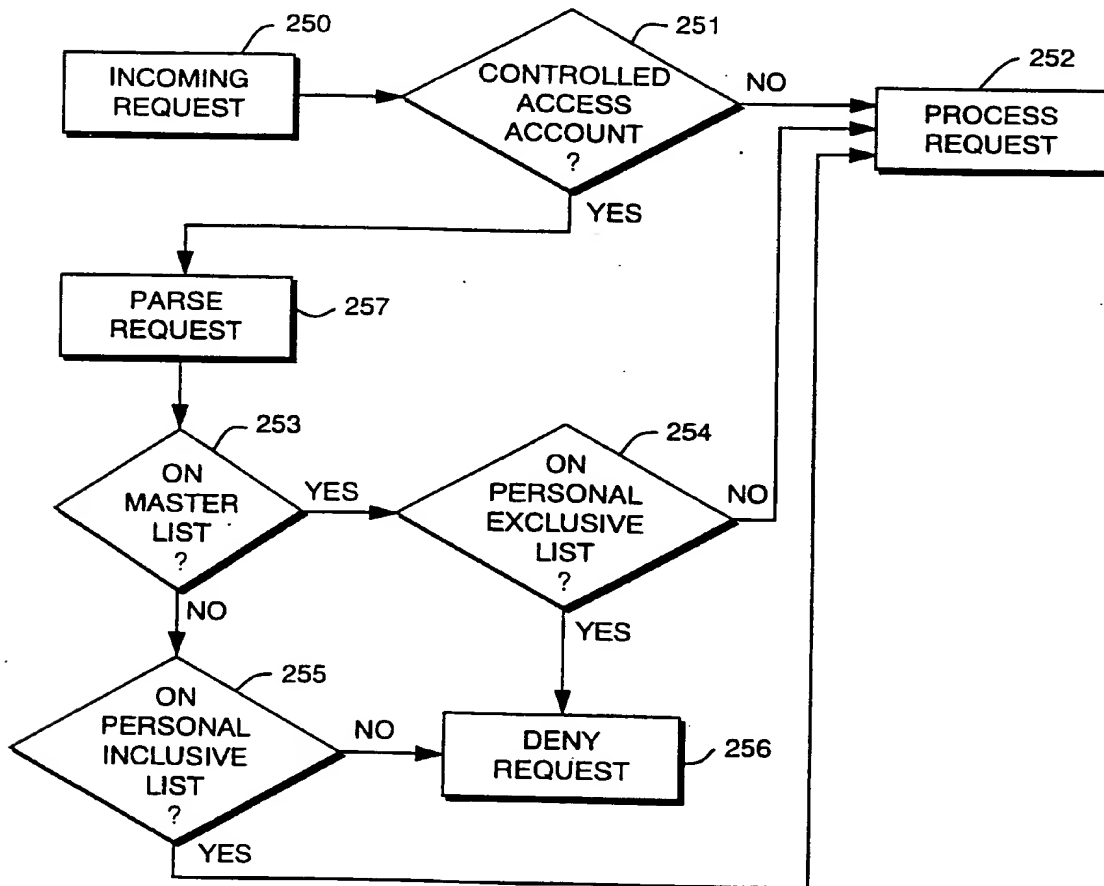 250
INCOMING
REQUEST
251
CONTROLLED
ACCESS
ACCOUNT
?
NO
YES
252
PROCESS
REQUEST
PARSE
REQUEST
257
253
ON
MASTER
LIST
?
YES
NO
254
ON
PERSONAL
EXCLUSIVE
LIST
?
NO
YES
255
ON
PERSONAL
INCLUSIVE
LIST
?
NO
YES
DENY
REQUEST
256